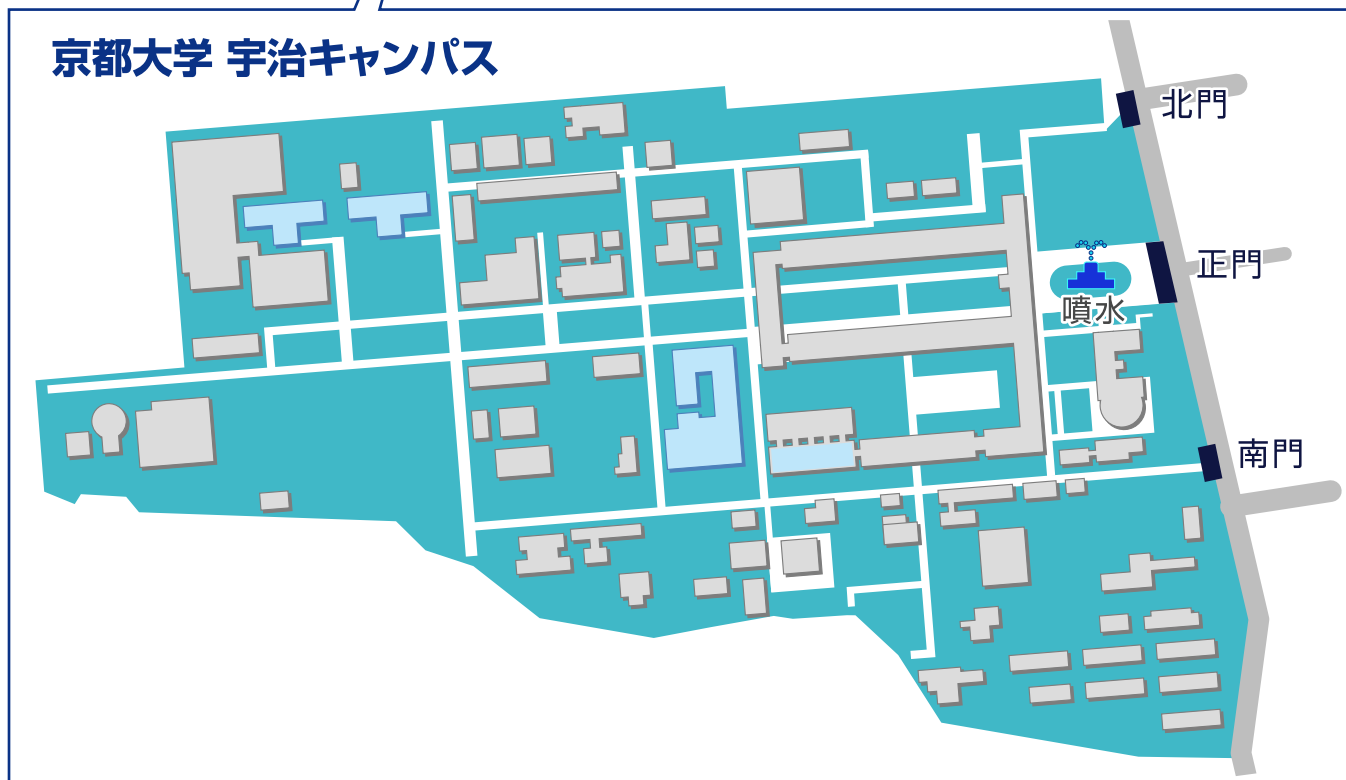 京都大学 宇治キャンパス
北門
正門
噴水
南門